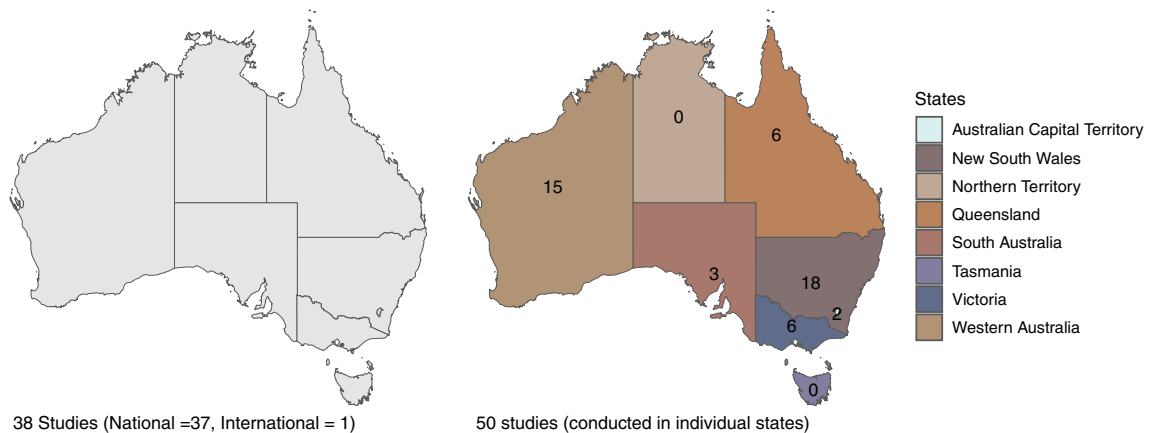 38 Studies (National =37, International = 1)
0
6
15
3
18
2
6
0
50 studies (conducted in individual states)
States
Australian Capital Territory
New South Wales
Northern Territory
Queensland
South Australia
Tasmania
Victoria
Western Australia